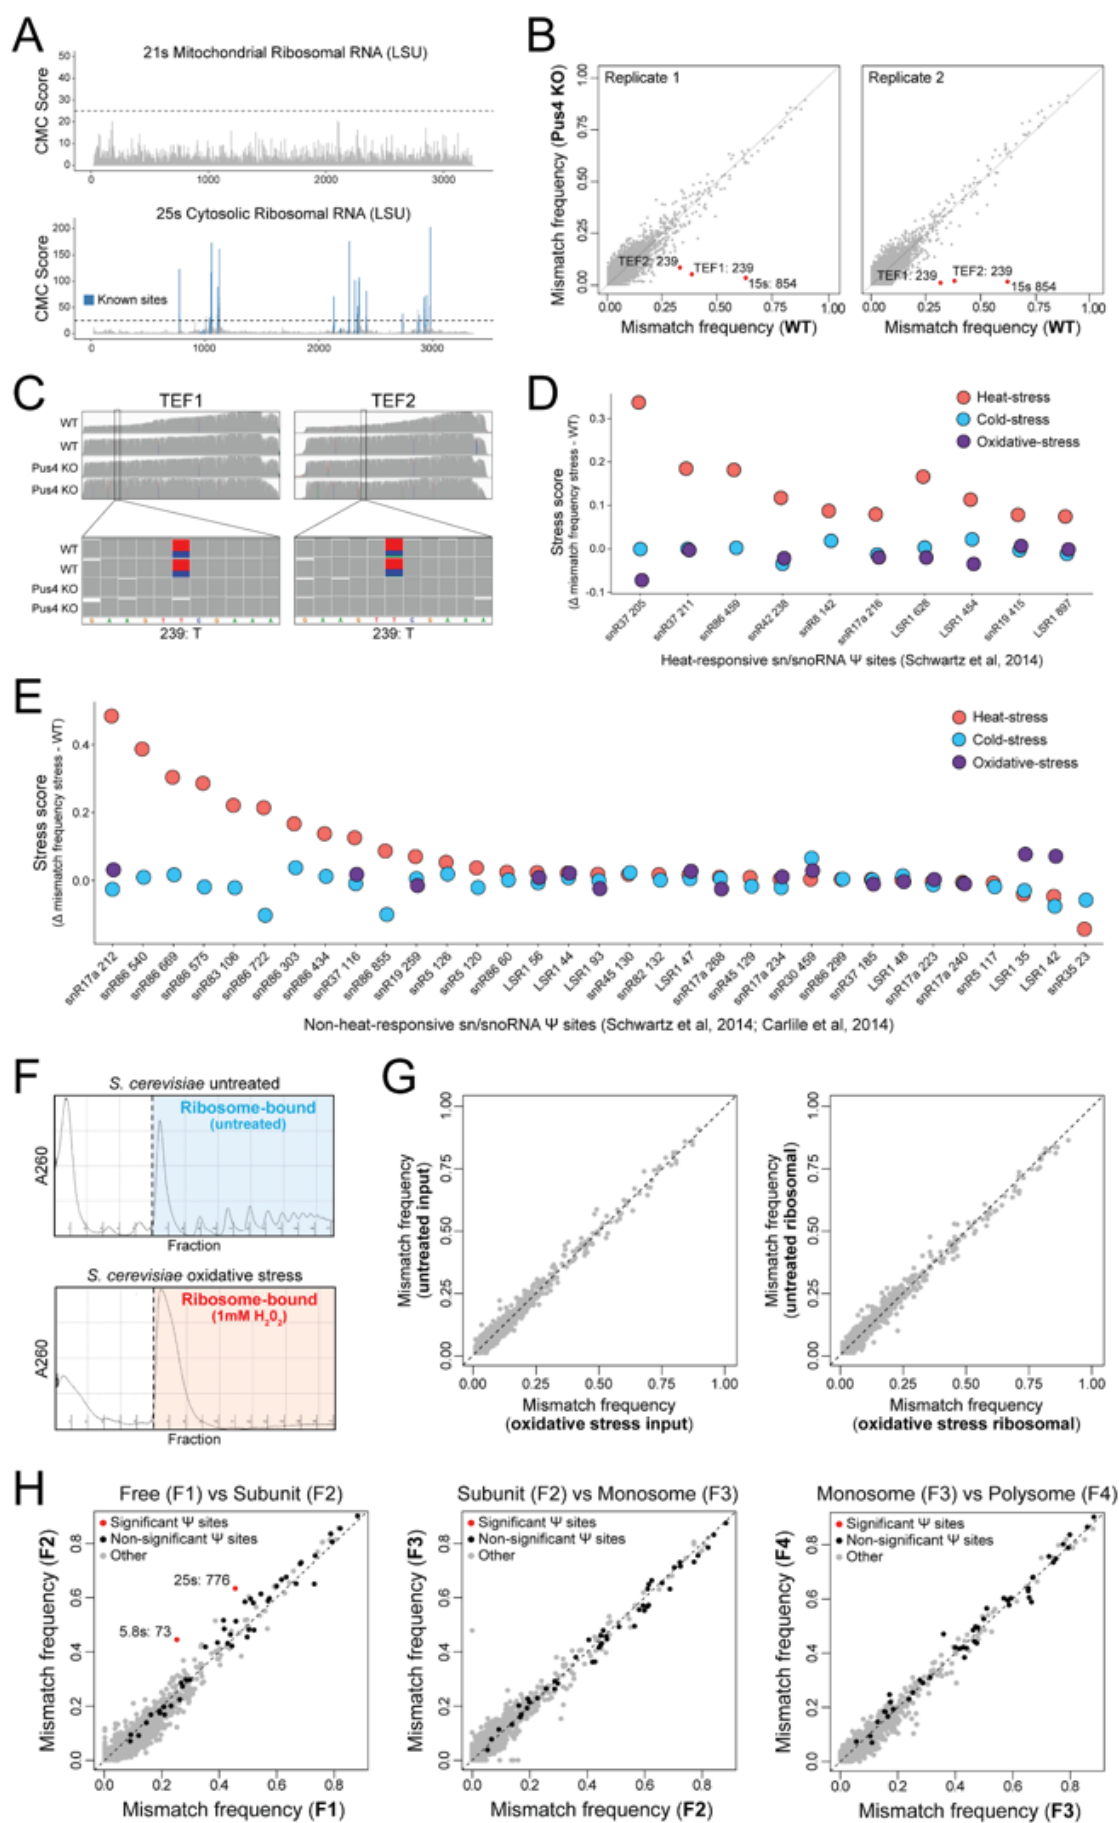 A
21s Mitochondrial Ribosomal RNA (LSU)
CMC Score
50
40
30
20
10
0
0 1000 2000 3000
25s Cytosolic Ribosomal RNA (LSU)
CMC Score
200
150
100
50
0
Known sites
0 1000 2000 3000
B
Mismatch frequency (Pus4 KO)
1.00
0.75
0.50
0.25
0.00
Replicate 1
TEF2: 239
TEF1: 239
15s: 854
0.00 0.25 0.50 0.75 1.00
Mismatch frequency (WT)
Replicate 2
TEF1: 239
TEF2: 239
15s 854
0.00 0.25 0.50 0.75 1.00
Mismatch frequency (WT)
C
TEF1 TEF2
WT
WT
Pus4 KO
Pus4 KO
WT
WT
Pus4 KO
Pus4 KO
G A A G T T C G A A A
G A A G T T C G A A A
239: T 239: T
D
Heat-stress
Cold-stress
Oxidative-stress
Stress score
(Δ mismatch frequency stress - WT)
0.3
0.2
0.1
0.0
-0.1
snR37 205
snR37 211
snR86 459
snR42 238
snR8 142
snR17a 216
LSR1 626
LSR1 454
snR19 415
LSR1 897
Heat-responsive sn/snoRNA Ψ sites (Schwartz et al, 2014)
E
Heat-stress
Cold-stress
Oxidative-stress
Stress score
(Δ mismatch frequency stress - WT)
0.4
0.2
0.0
snR17a 212
snR86 540
snR86 669
snR86 575
snR3 106
snR86 722
snR86 303
snR86 434
snR37 116
snR86 855
snR19 259
snR5 126
snR5 120
snR86 60
LSR1 56
LSR1 44
LSR1 93
snR45 130
snR82 132
LSR1 47
snR17a 288
snR45 129
snR17a 234
snR30 459
snR86 299
snR37 185
LSR1 48
snR17a 223
snR17a 240
snR5 117
LSR1 35
LSR1 42
snR35 23
Non-heat-responsive sn/snoRNA Ψ sites (Schwartz et al, 2014; Carlile et al, 2014)
F
S. cerevisiae untreated
Ribosome-bound
(untreated)
A260
Fraction
S. cerevisiae oxidative stress
Ribosome-bound
(1mM H₂0₂)
A260
Fraction
G
Mismatch frequency
(untreated input)
1.00
0.75
0.50
0.25
0.00
0.00 0.25 0.50 0.75 1.00
Mismatch frequency
(oxidative stress input)
Mismatch frequency
(untreated ribosomal)
1.00
0.75
0.50
0.25
0.00
0.00 0.25 0.50 0.75 1.00
Mismatch frequency
(oxidative stress ribosomal)
H
Free (F1) vs Subunit (F2)
Significant Ψ sites
Non-significant Ψ sites
Other
25s: 776
5.8s: 73
Mismatch frequency (F2)
0.8
0.6
0.4
0.2
0.0
0.0 0.2 0.4 0.6 0.8
Mismatch frequency (F1)
Subunit (F2) vs Monosome (F3)
Significant Ψ sites
Non-significant Ψ sites
Other
Mismatch frequency (F3)
0.8
0.6
0.4
0.2
0.0
0.0 0.2 0.4 0.6 0.8
Mismatch frequency (F2)
Monosome (F3) vs Polysome (F4)
Significant Ψ sites
Non-significant Ψ sites
Other
Mismatch frequency (F4)
0.8
0.6
0.4
0.2
0.0
0.0 0.2 0.4 0.6 0.8
Mismatch frequency (F3)